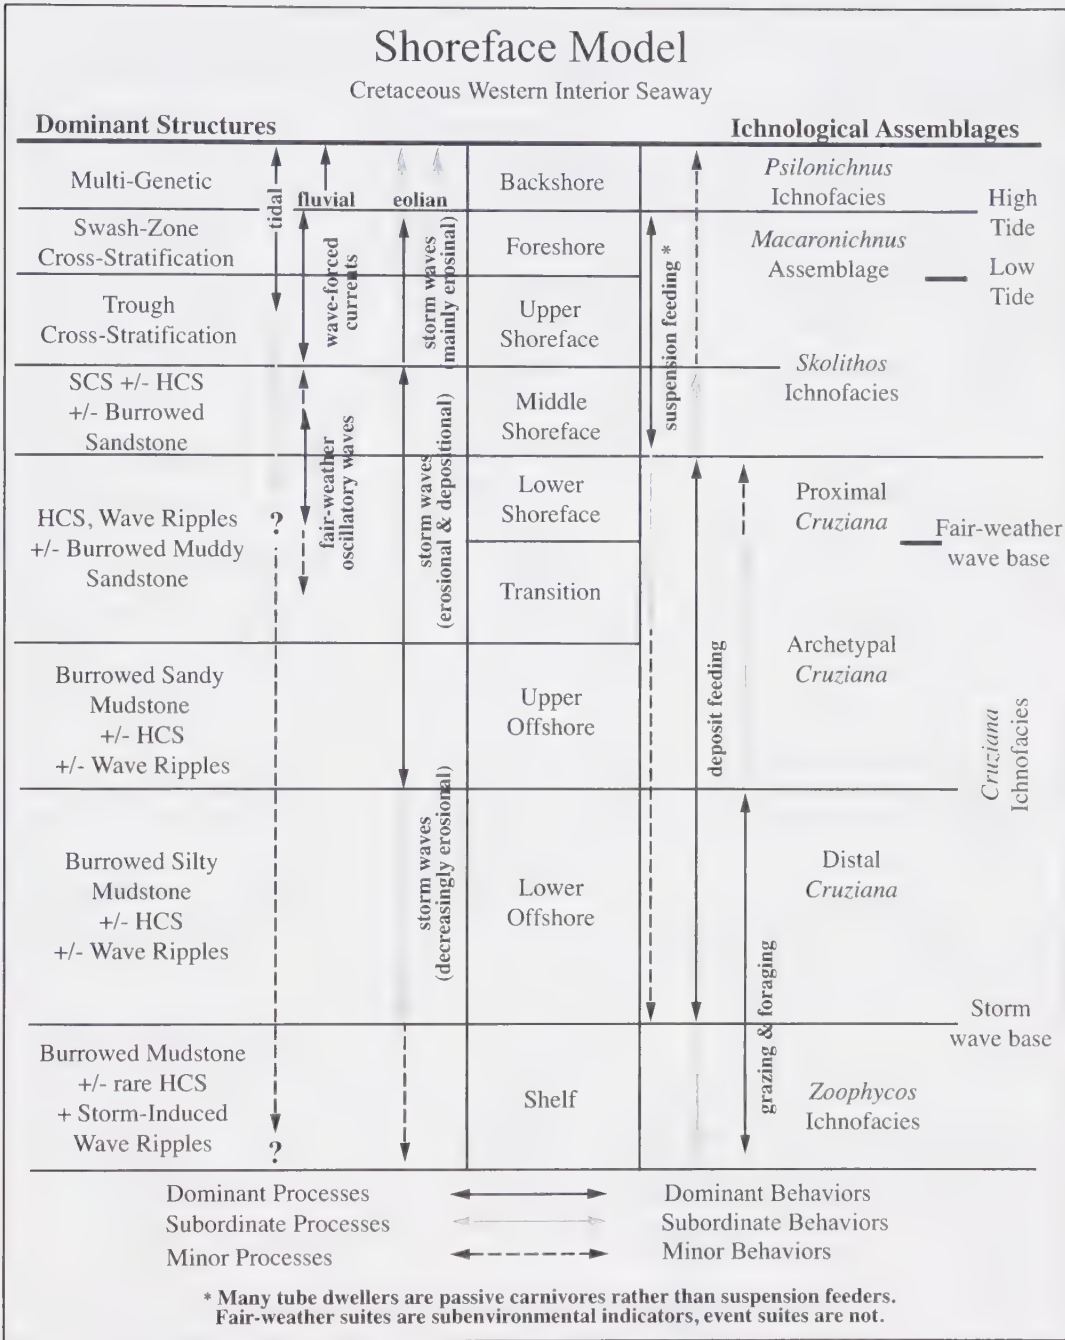 Shoreface Model
Cretaceous Western Interior Seaway
Dominant Structures
Ichnological Assemblages
Multi-Genetic
Swash-Zone
Cross-Stratification
Trough
Cross-Stratification
SCS +/- HCS
+/- Burrowed
Sandstone
HCS, Wave Ripples
+/- Burrowed Muddy
Sandstone
Burrowed Sandy
Mudstone
+/- HCS
+/- Wave Ripples
Burrowed Silty
Mudstone
+/- HCS
+/- Wave Ripples
Burrowed Mudstone
+/- rare HCS
+ Storm-Induced
Wave Ripples
tidal
?
?
fluvial
eolian
wave-forced
currents
storm waves
(mainly erosinal)
fair-weather
oscillatory waves
storm waves
(erosional & depositional)
storm waves
(decreasingly erosional)
Backshore
Foreshore
Upper
Shoreface
Middle
Shoreface
Lower
Shoreface
Transition
Upper
Offshore
Lower
Offshore
Shelf
suspension feeding *
deposit feeding
grazing & foraging
Psilonichnus
Ichnofacies
Macaronichnus
Assemblage
Skolithos
Ichnofacies
Proximal
Cruziana
Archetypal
Cruziana
Distal
Cruziana
Zoophycos
Ichnofacies
High
Tide
Low
Tide
Fair-weather
wave base
Cruziana
Ichnofacies
Storm
wave base
Dominant Processes
Dominant Behaviors
Subordinate Processes
Subordinate Behaviors
Minor Processes
Minor Behaviors
* Many tube dwellers are passive carnivores rather than suspension feeders.
Fair-weather suites are subenvironmental indicators, event suites are not.